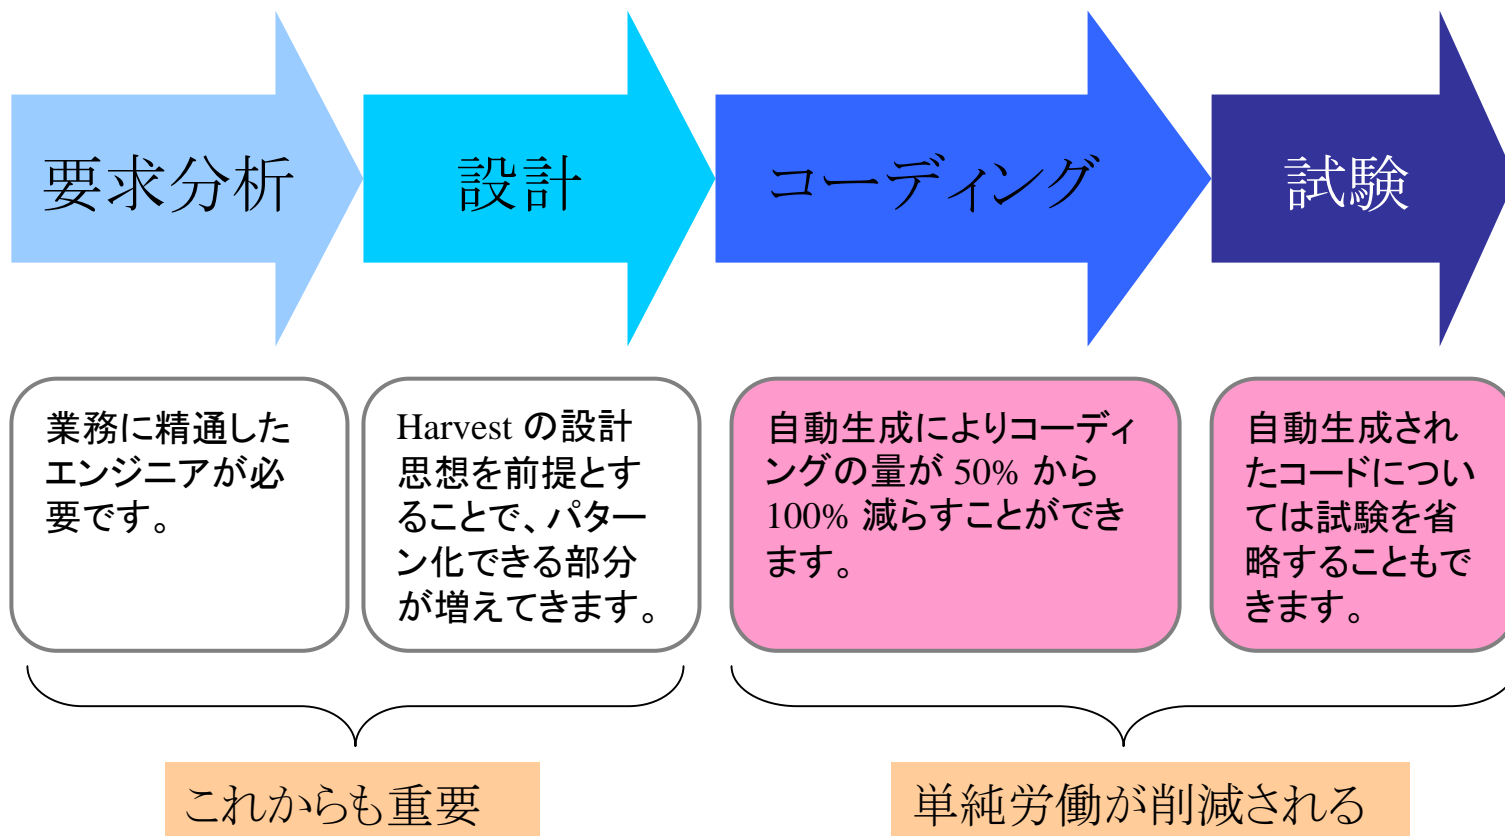 要求分析
設計
コーディング
試験
業務に精通した
エンジニアが必
要です。
Harvest の設計
思想を前提とす
ることで、パター
ン化できる部分
が増えてきます。
自動生成によりコーディ
ングの量が 50% から
100% 減らすことができ
ます。
自動生成され
たコードについ
ては試験を省
略することもで
きます。
これからも重要
単純労働が削減される